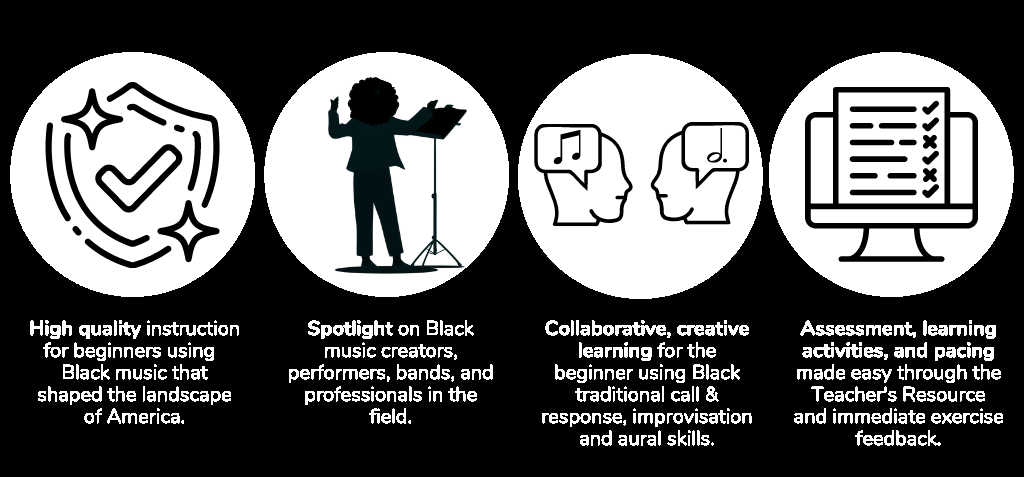 High quality instruction
for beginners using
Black music that
shaped the landscape
of America.
Spotlight on Black
music creators,
performers, bands, and
professionals in the
field.
Collaborative, creative
learning for the
beginner using Black
traditional call &
response, improvisation
and aural skills.
Assessment, learning
activities, and pacing
made easy through the
Teacher's Resource
and immediate exercise
feedback.